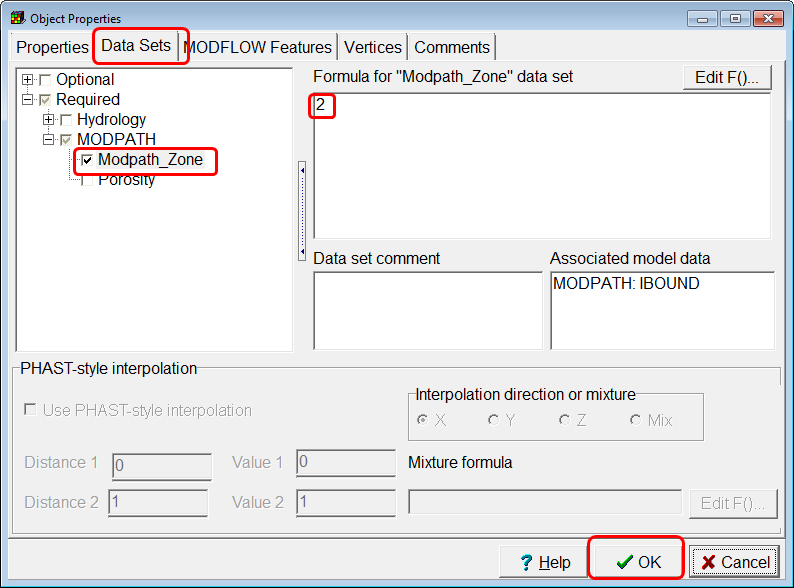 Object Properties
Properties Data Sets MODFLOW Features Vertices Comments
Optional
Required
Hydrology
MODPATH
Modpath_Zone
Porosity
Formula for "Modpath_Zone" data set
Edit F()...
2
Data set comment
Associated model data
MODPATH: IBOUND
PHAST-style interpolation
Use PHAST-style interpolation
Interpolation direction or mixture
X Y Z Mix
Distance 1 0 Value 1 0 Mixture formula
Distance 2 1 Value 2 1 Edit F()...
? Help OK Cancel